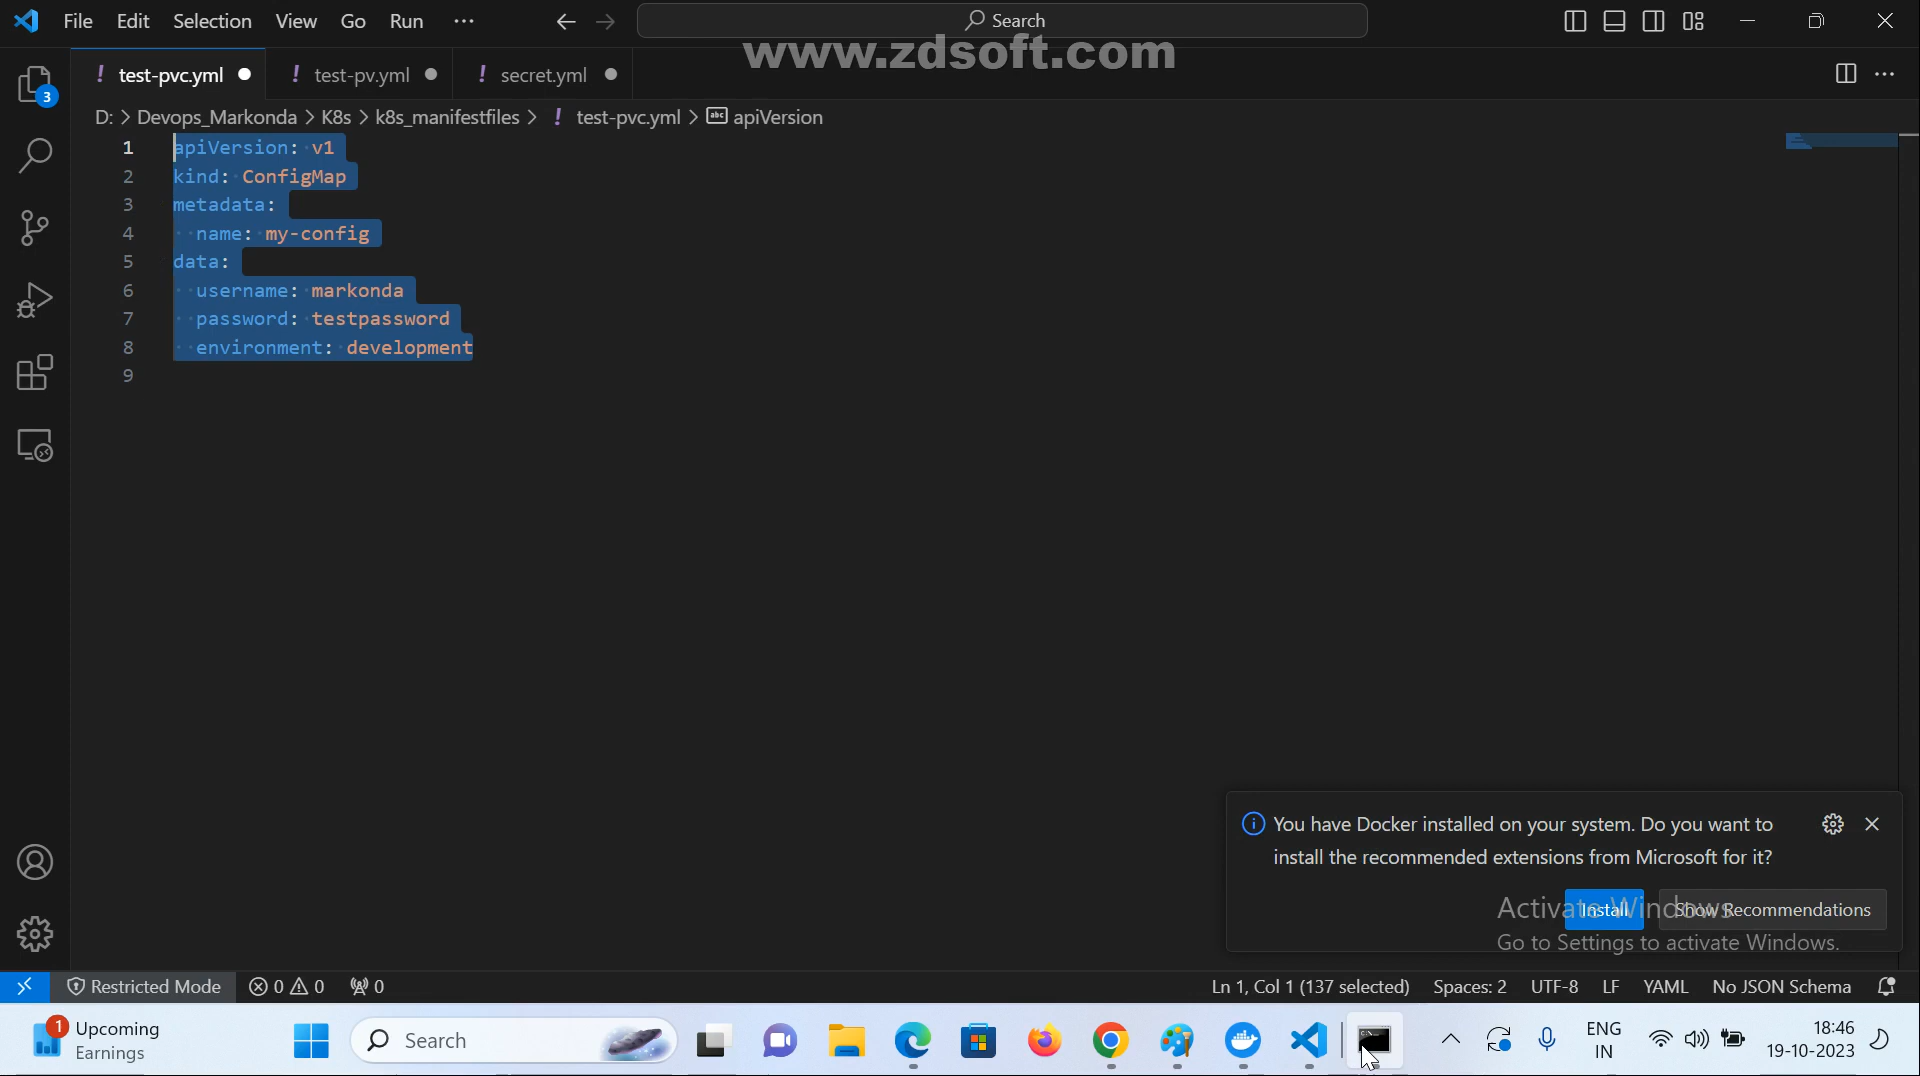 File Edit Selection View Go Run ··· Search
www.zdsoft.com
! test-pvc.yml ! test-pv.yml ! secret.yml
3
D: > Devops_Markonda > K8s > k8s_manifestfiles > ! test-pvc.yml > abc apiVersion
1 apiVersion: v1
2 kind: ConfigMap
3 metadata:
4 name: my-config
5 data:
6 username: markonda
7 password: testpassword
8 environment: development
9
You have Docker installed on your system. Do you want to
install the recommended extensions from Microsoft for it?
Install Show Recommendations
Activate Windows
Go to Settings to activate Windows.
Restricted Mode 0 0 0 Ln 1, Col 1 (137 selected) Spaces: 2 UTF-8 LF YAML No JSON Schema
1 Upcoming
Earnings
Search
ENG
IN
18:46
19-10-2023